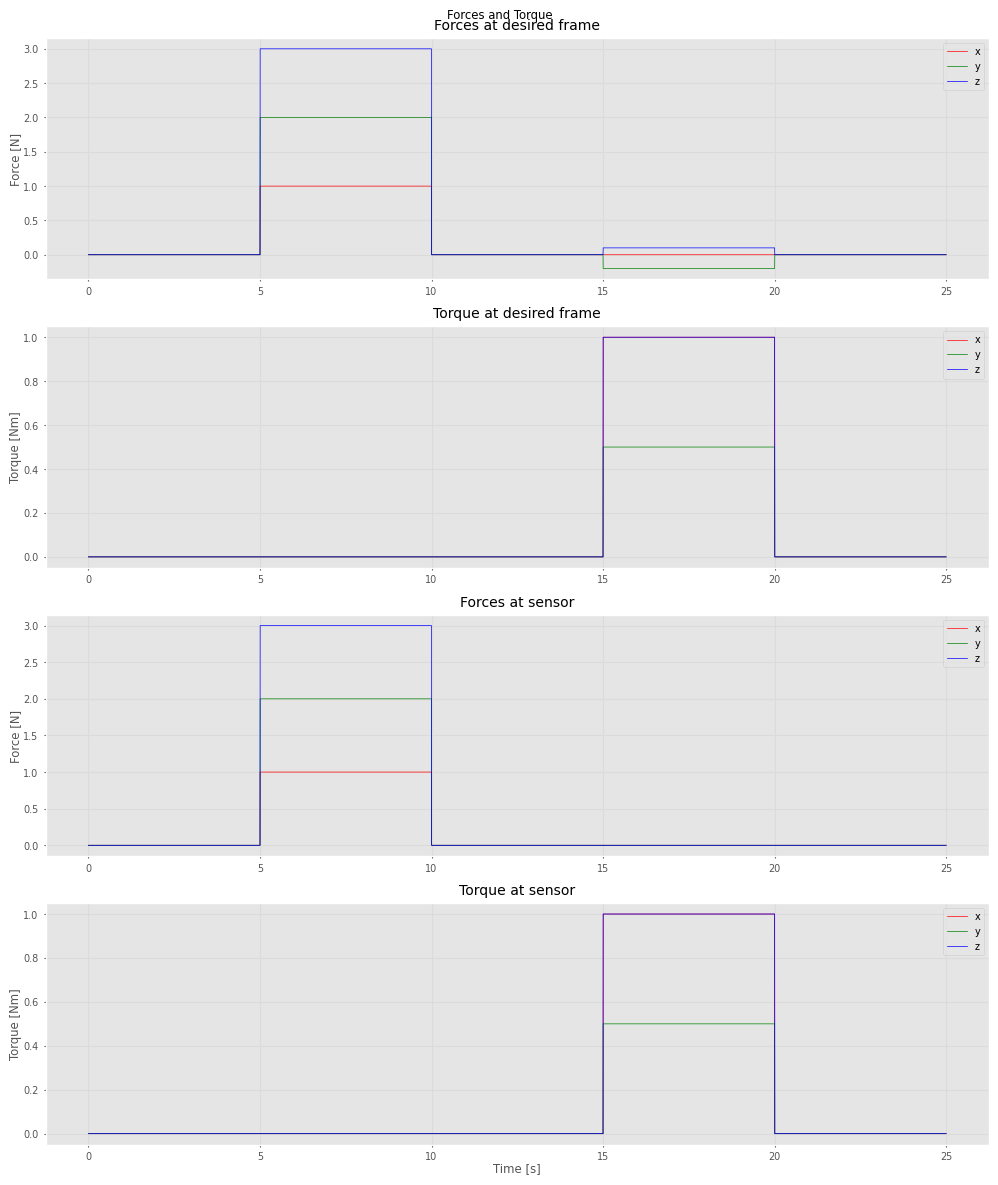 Forces and Torque
Forces at desired frame
Force [N]
3.0
2.5
2.0
1.5
1.0
0.5
0.0
0 5 10 15 20 25
x
y
z
Torque at desired frame
Torque [Nm]
1.0
0.8
0.6
0.4
0.2
0.0
0 5 10 15 20 25
x
y
z
Forces at sensor
Force [N]
3.0
2.5
2.0
1.5
1.0
0.5
0.0
0 5 10 15 20 25
x
y
z
Torque at sensor
Torque [Nm]
1.0
0.8
0.6
0.4
0.2
0.0
0 5 10 15 20 25
x
y
z
Time [s]